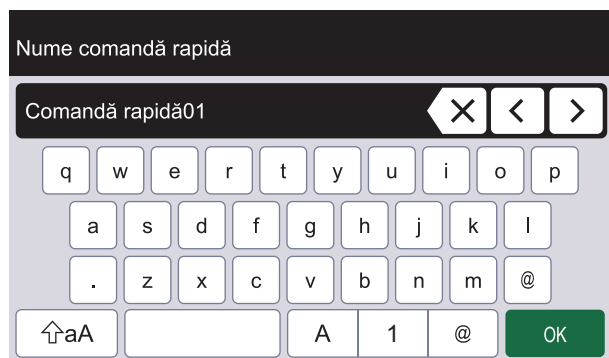 Nume comandă rapidă
Comandă rapidă01
q w e r t y u i o p
a s d f g h j k l
. z x c v b n m @
aA A 1 @ OK